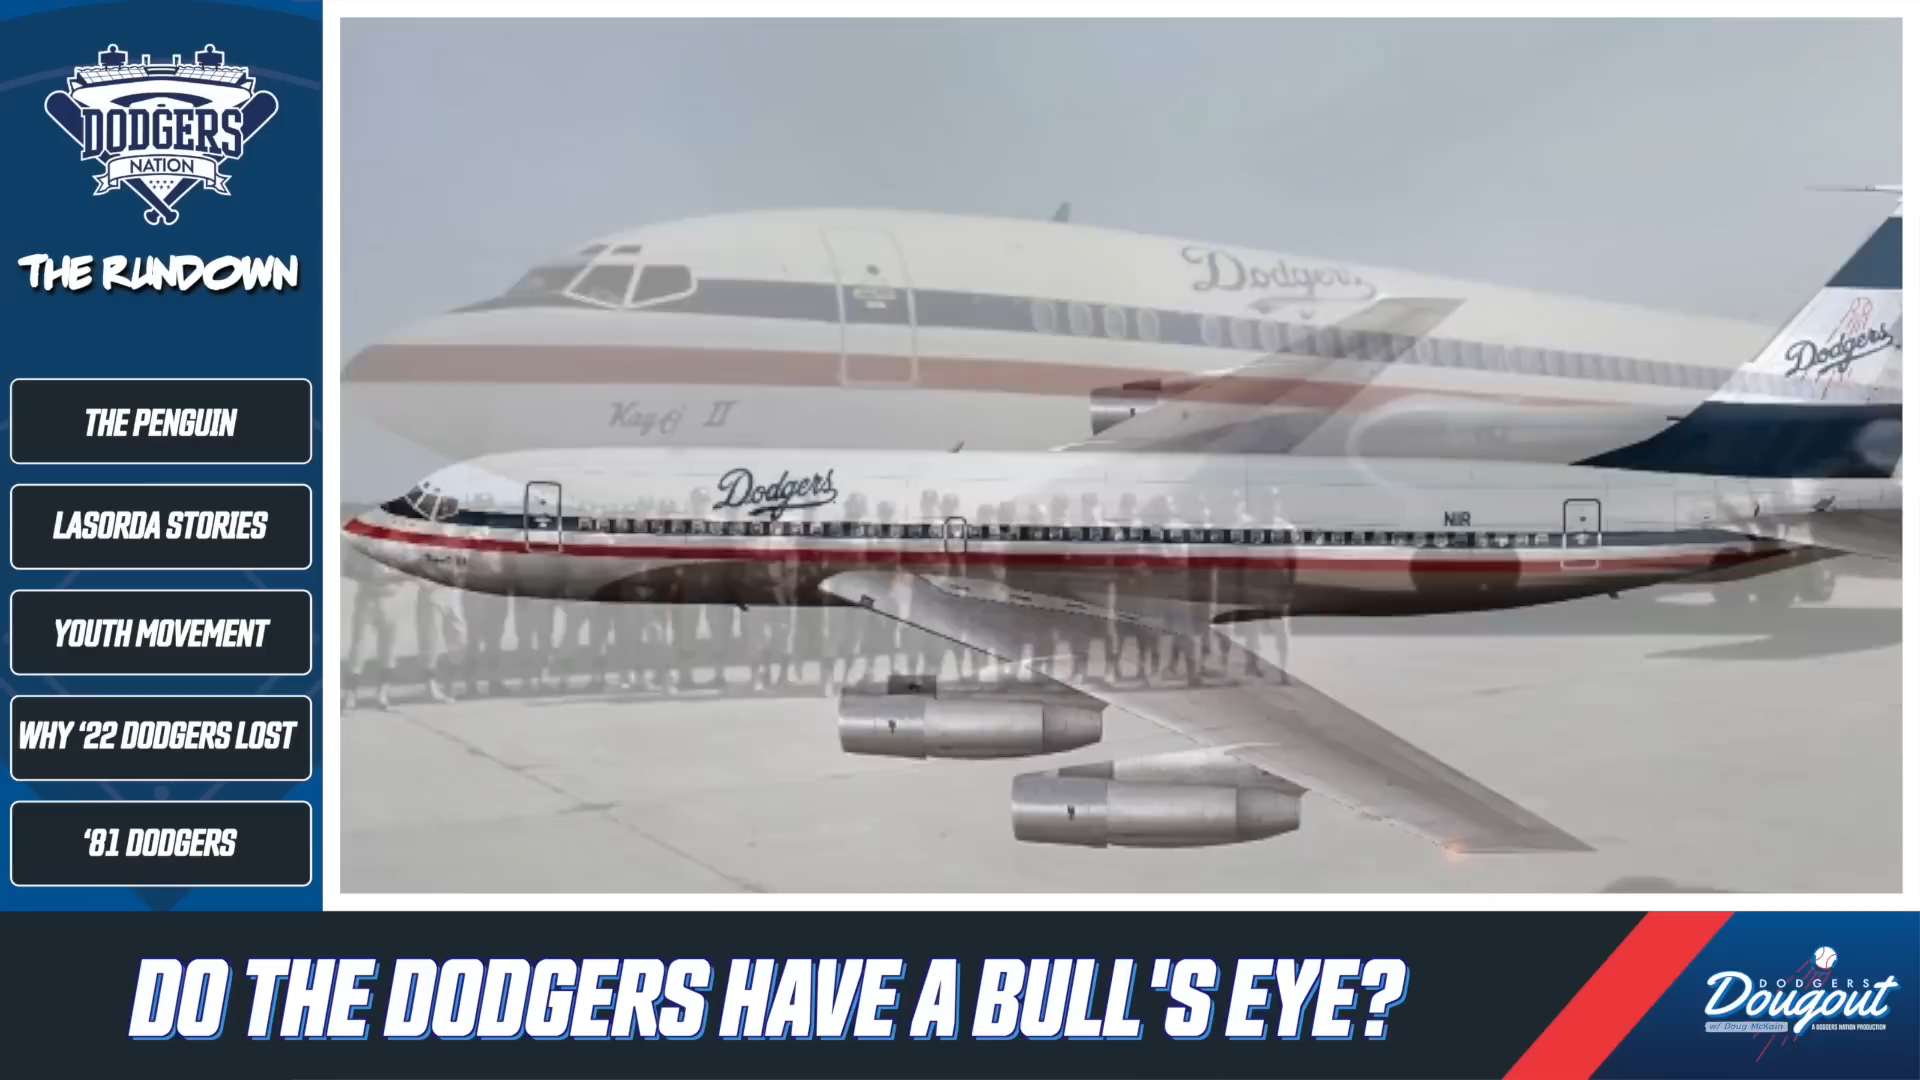 DODGERS
NATION
THE RUNDOWN
THE PENGUIN
LASORDA STORIES
YOUTH MOVEMENT
WHY ‘22 DODGERS LOST
‘81 DODGERS
Dodgers
Kay O' II
Dodgers
Dodgers
N11R
DO THE DODGERS HAVE A BULL'S EYE?
DODGERS
Dougout
w/ Doug McKain
A DODGERS NATION PRODUCTION